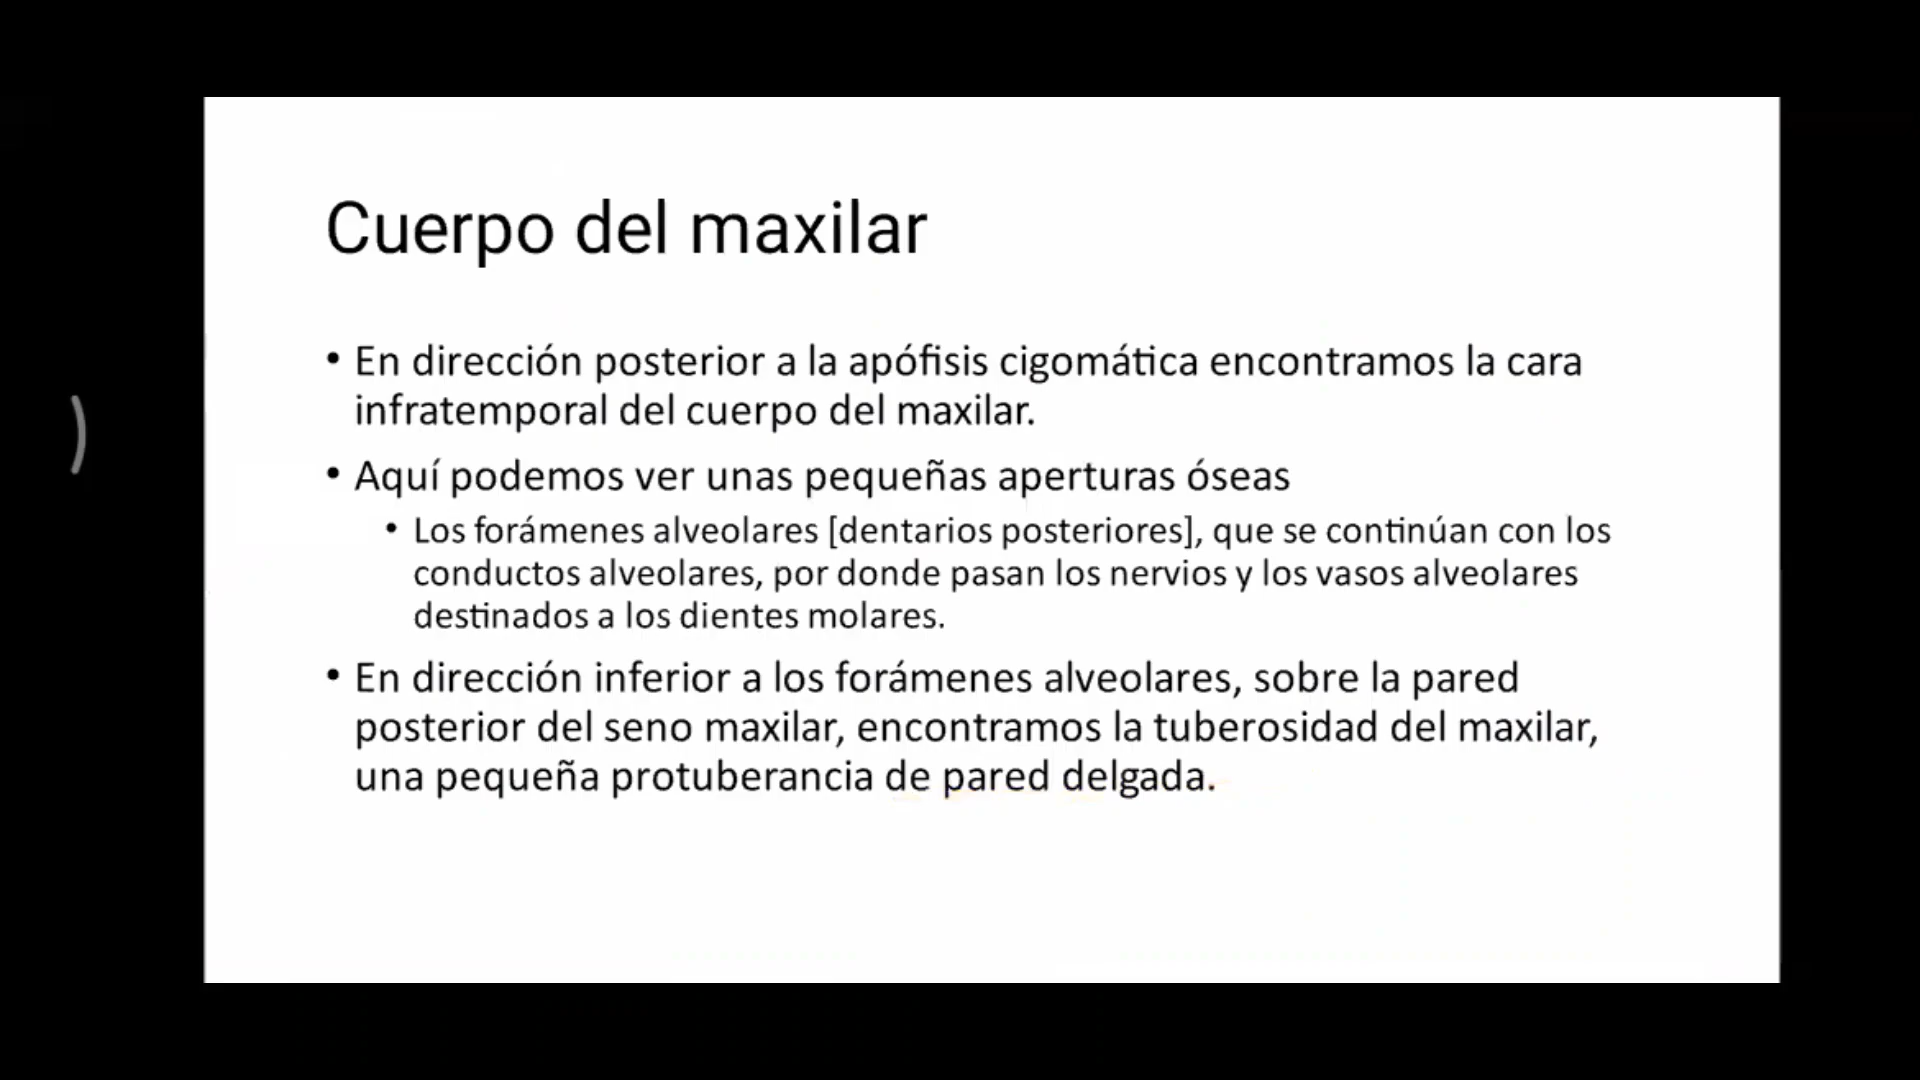 Cuerpo del maxilar
• En dirección posterior a la apófisis cigomática encontramos la cara
infratemporal del cuerpo del maxilar.
• Aquí podemos ver unas pequeñas aperturas óseas
• Los forámenes alveolares [dentarios posteriores], que se continúan con los
conductos alveolares, por donde pasan los nervios y los vasos alveolares
destinados a los dientes molares.
• En dirección inferior a los forámenes alveolares, sobre la pared
posterior del seno maxilar, encontramos la tuberosidad del maxilar,
una pequeña protuberancia de pared delgada.